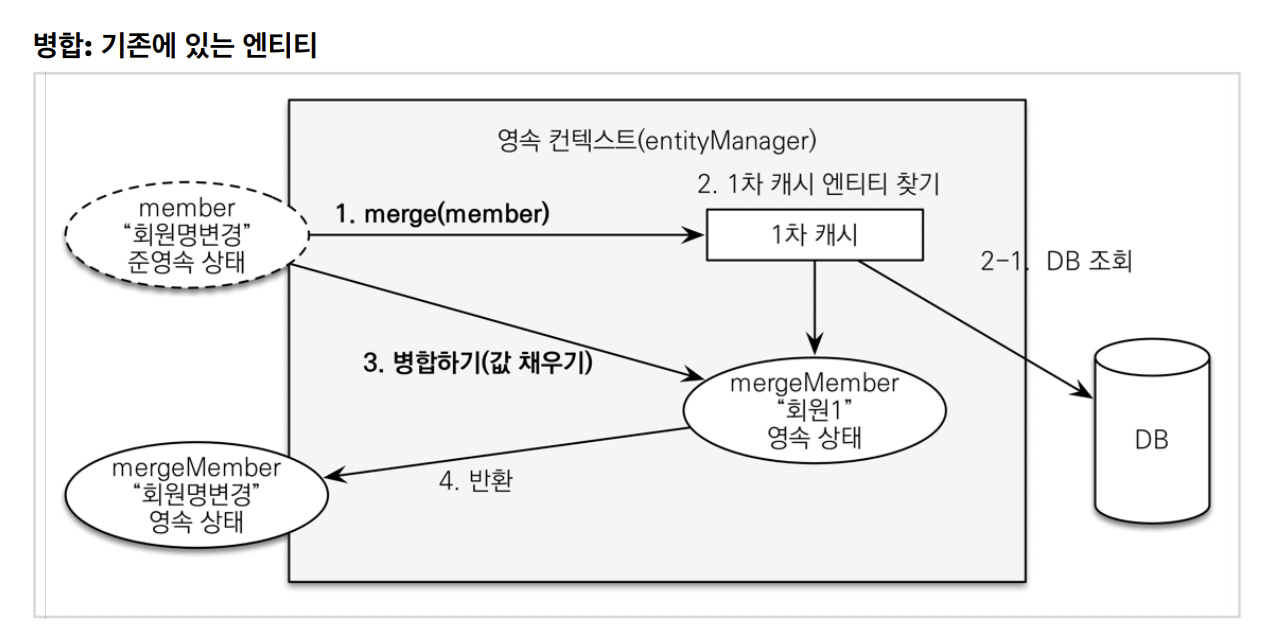 병합: 기존에 있는 엔티티
영속 컨텍스트(entityManager)
2. 1차 캐시 엔티티 찾기
member
“회원명변경”
준영속 상태
1. merge(member)
1차 캐시
2-1. DB 조회
3. 병합하기(값 채우기)
mergeMember
“회원1”
영속 상태
DB
mergeMember
“회원명변경”
영속 상태
4. 반환